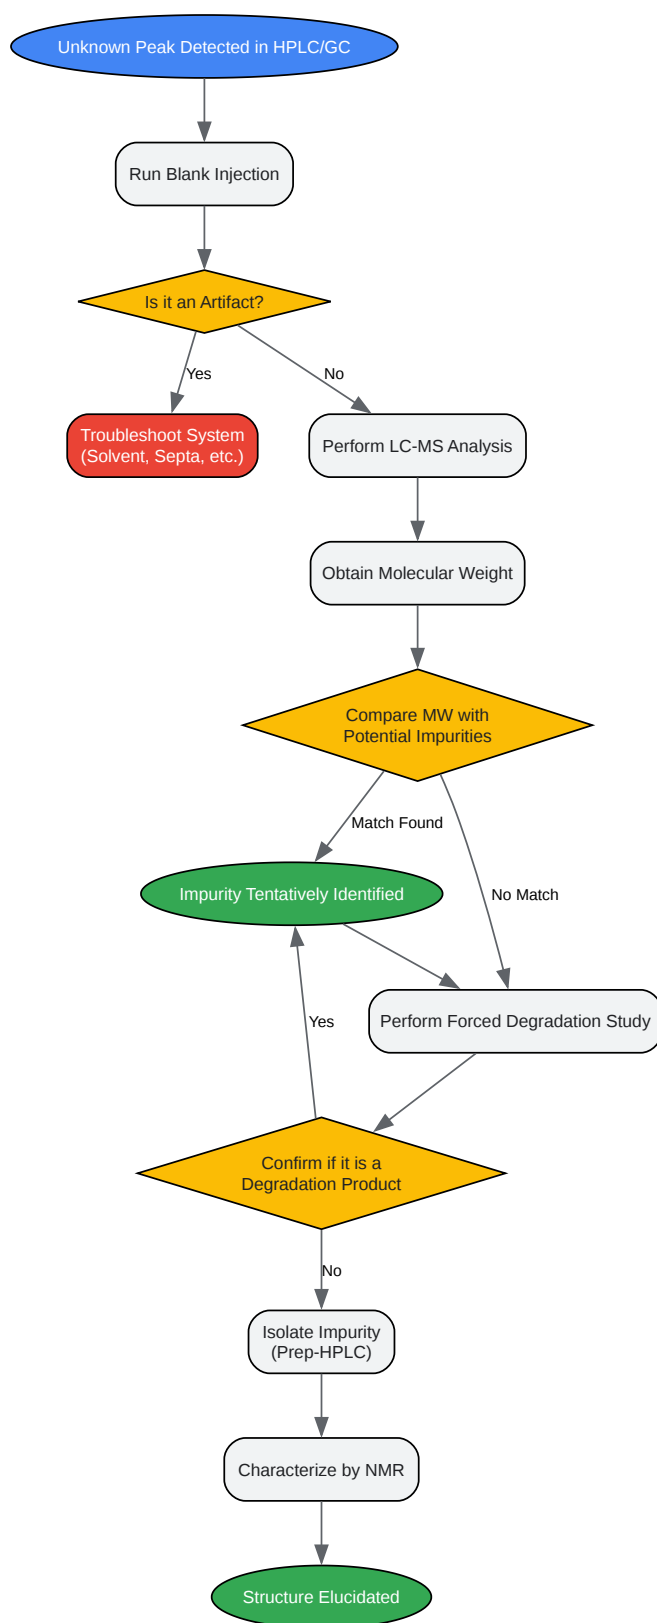 Unknown Peak Detected in HPLC/GC
Run Blank Injection
Is it an Artifact?
Yes
No
Troubleshoot System
(Solvent, Septa, etc.)
Perform LC-MS Analysis
Obtain Molecular Weight
Compare MW with
Potential Impurities
Match Found
Impurity Tentatively Identified
No Match
Perform Forced Degradation Study
Yes
Confirm if it is a
Degradation Product
No
Isolate Impurity
(Prep-HPLC)
Characterize by NMR
Structure Elucidated